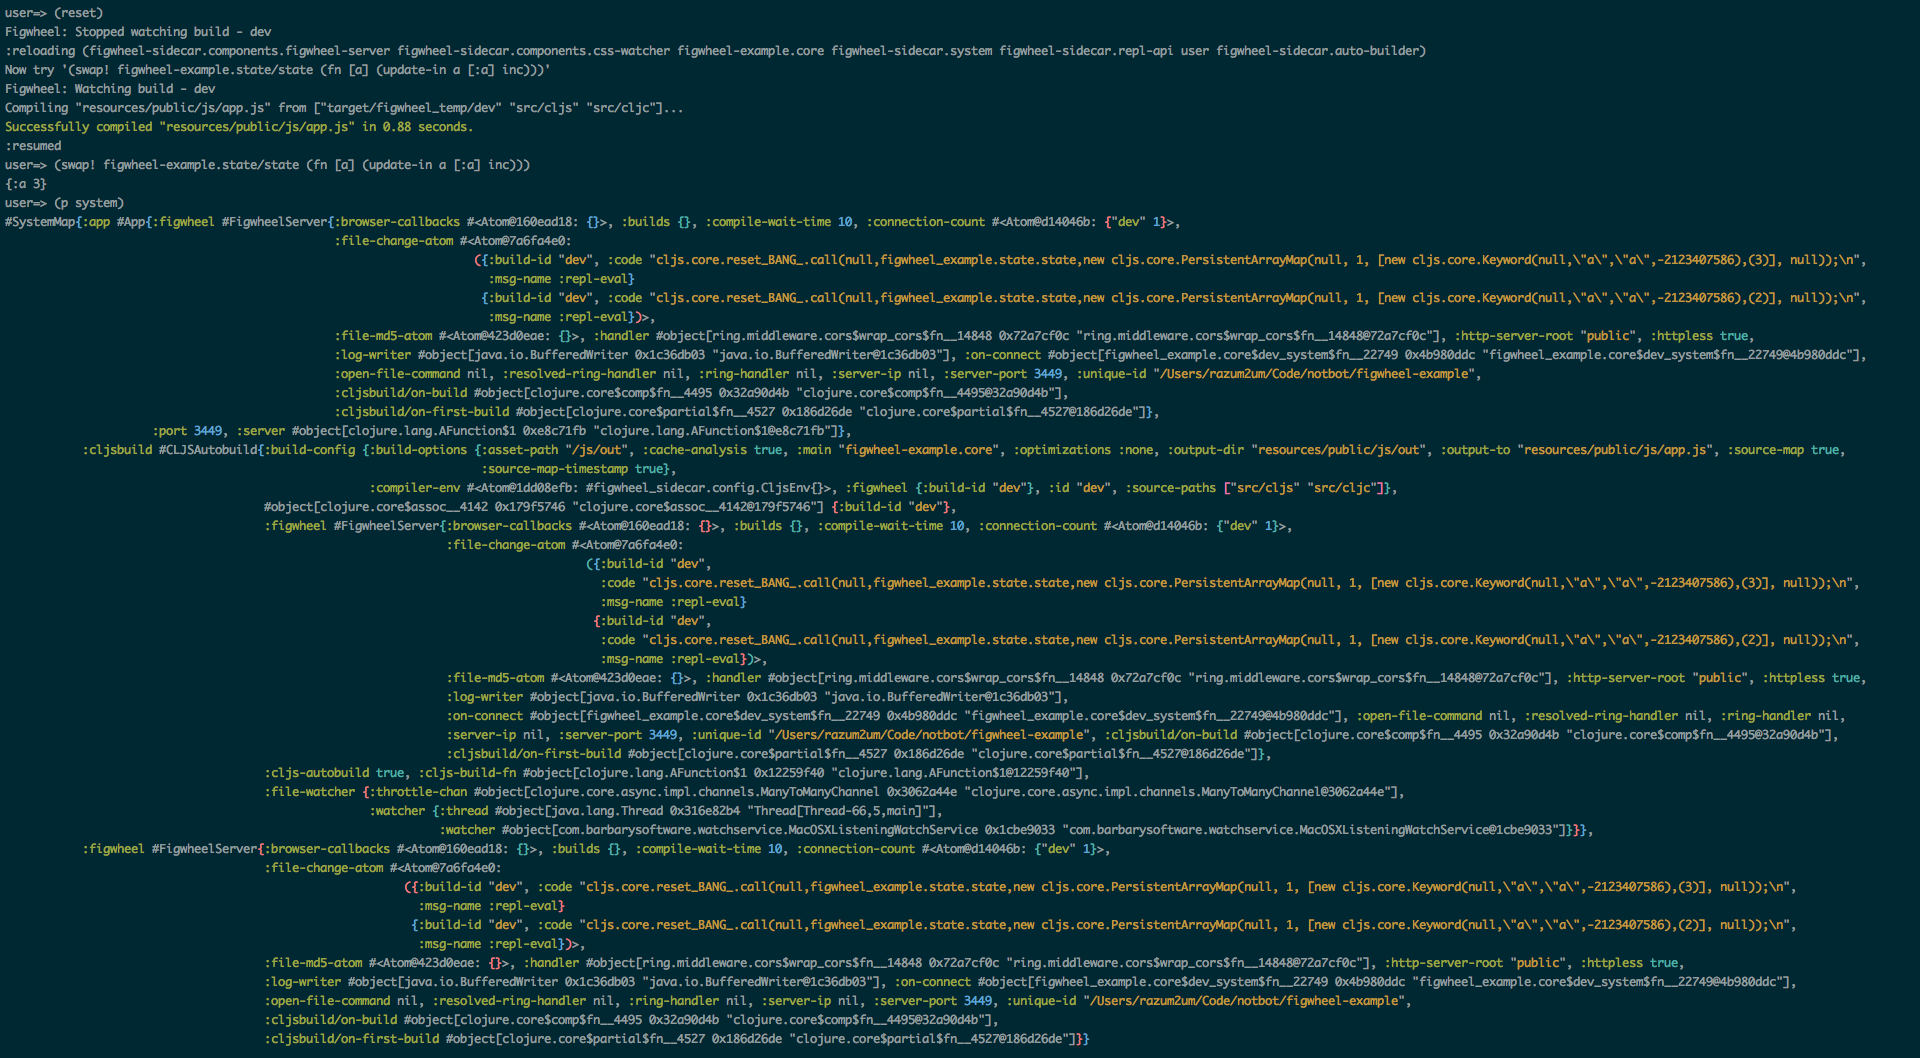 user=> (reset)
Figwheel: Stopped watching build - dev
:reloading (figwheel-sidecar.components.figwheel-server figwheel-sidecar.components.css-watcher figwheel-example.core figwheel-sidecar.system figwheel-sidecar.repl-api user figwheel-sidecar.auto-builder)
Now try '(swap! figwheel-example.state/state (fn [a] (update-in a [:a] inc)))'
Figwheel: Watching build - dev
Compiling "resources/public/js/app.js" from ["target/figwheel_temp/dev" "src/cljs" "src/cljc"]...
Successfully compiled "resources/public/js/app.js" in 0.88 seconds.
:resumed
user=> (swap! figwheel-example.state/state (fn [a] (update-in a [:a] inc)))
{:a 3}
user=> (p system)
#SystemMap{:app #App{:figwheel #FigwheelServer{:browser-callbacks #<Atom@160ead18: {}>, :builds {}, :compile-wait-time 10, :connection-count #<Atom@d14046b: {"dev" 1}>,
:file-change-atom #<Atom@7a6fa4e0:
({:build-id "dev", :code "cljs.core.reset_BANG_.call(null,figwheel_example.state.state,new cljs.core.PersistentArrayMap(null, 1, [new cljs.core.Keyword(null,\"a\",\"a\",-2123407586),(3)], null));\n",
:msg-name :repl-eval}
{:build-id "dev", :code "cljs.core.reset_BANG_.call(null,figwheel_example.state.state,new cljs.core.PersistentArrayMap(null, 1, [new cljs.core.Keyword(null,\"a\",\"a\",-2123407586),(2)], null));\n",
:msg-name :repl-eval})>,
:file-md5-atom #<Atom@423d0eae: {}>, :handler #object[ring.middleware.cors$wrap_cors$fn__14848 0x72a7cf0c "ring.middleware.cors$wrap_cors$fn__14848@72a7cf0c"], :http-server-root "public", :httpless true,
:log-writer #object[java.io.BufferedWriter 0x1c36db03 "java.io.BufferedWriter@1c36db03"], :on-connect #object[figwheel_example.core$dev_system$fn__22749 0x4b980ddc "figwheel_example.core$dev_system$fn__22749@4b980ddc"],
:open-file-command nil, :resolved-ring-handler nil, :ring-handler nil, :server-ip nil, :server-port 3449, :unique-id "/Users/razum2um/Code/notbot/figwheel-example",
:cljsbuild/on-build #object[clojure.core$comp$fn__4495 0x32a90d4b "clojure.core$comp$fn__4495@32a90d4b"],
:cljsbuild/on-first-build #object[clojure.core$partial$fn__4527 0x186d26de "clojure.core$partial$fn__4527@186d26de"]},
:port 3449, :server #object[clojure.lang.AFunction$1 0xe8c71fb "clojure.lang.AFunction$1@e8c71fb"]},
:cljsbuild #CLJSAutobuild{:build-config {:build-options {:asset-path "/js/out", :cache-analysis true, :main "figwheel-example.core", :optimizations :none, :output-dir "resources/public/js/out", :output-to "resources/public/js/app.js", :source-map true,
:source-map-timestamp true},
:compiler-env #<Atom@1dd08efb: #figwheel_sidecar.config.CljsEnv{}>, :figwheel {:build-id "dev"}, :id "dev", :source-paths ["src/cljs" "src/cljc"]},
#object[clojure.core$assoc__4142 0x179f5746 "clojure.core$assoc__4142@179f5746"] {:build-id "dev"},
:figwheel #FigwheelServer{:browser-callbacks #<Atom@160ead18: {}>, :builds {}, :compile-wait-time 10, :connection-count #<Atom@d14046b: {"dev" 1}>,
:file-change-atom #<Atom@7a6fa4e0:
({:build-id "dev",
:code "cljs.core.reset_BANG_.call(null,figwheel_example.state.state,new cljs.core.PersistentArrayMap(null, 1, [new cljs.core.Keyword(null,\"a\",\"a\",-2123407586),(3)], null));\n",
:msg-name :repl-eval}
{:build-id "dev",
:code "cljs.core.reset_BANG_.call(null,figwheel_example.state.state,new cljs.core.PersistentArrayMap(null, 1, [new cljs.core.Keyword(null,\"a\",\"a\",-2123407586),(2)], null));\n",
:msg-name :repl-eval})>,
:file-md5-atom #<Atom@423d0eae: {}>, :handler #object[ring.middleware.cors$wrap_cors$fn__14848 0x72a7cf0c "ring.middleware.cors$wrap_cors$fn__14848@72a7cf0c"], :http-server-root "public", :httpless true,
:log-writer #object[java.io.BufferedWriter 0x1c36db03 "java.io.BufferedWriter@1c36db03"],
:on-connect #object[figwheel_example.core$dev_system$fn__22749 0x4b980ddc "figwheel_example.core$dev_system$fn__22749@4b980ddc"], :open-file-command nil, :resolved-ring-handler nil, :ring-handler nil,
:server-ip nil, :server-port 3449, :unique-id "/Users/razum2um/Code/notbot/figwheel-example", :cljsbuild/on-build #object[clojure.core$comp$fn__4495 0x32a90d4b "clojure.core$comp$fn__4495@32a90d4b"],
:cljsbuild/on-first-build #object[clojure.core$partial$fn__4527 0x186d26de "clojure.core$partial$fn__4527@186d26de"]},
:cljs-autobuild true, :cljs-build-fn #object[clojure.lang.AFunction$1 0x12259f40 "clojure.lang.AFunction$1@12259f40"],
:file-watcher {:throttle-chan #object[clojure.core.async.impl.channels.ManyToManyChannel 0x3062a44e "clojure.core.async.impl.channels.ManyToManyChannel@3062a44e"],
:watcher {:thread #object[java.lang.Thread 0x316e82b4 "Thread[Thread-66,5,main]"],
:watcher #object[com.barbarysoftware.watchservice.MacOSXListeningWatchService 0x1cbe9033 "com.barbarysoftware.watchservice.MacOSXListeningWatchService@1cbe9033"]}}},
:figwheel #FigwheelServer{:browser-callbacks #<Atom@160ead18: {}>, :builds {}, :compile-wait-time 10, :connection-count #<Atom@d14046b: {"dev" 1}>,
:file-change-atom #<Atom@7a6fa4e0:
({:build-id "dev", :code "cljs.core.reset_BANG_.call(null,figwheel_example.state.state,new cljs.core.PersistentArrayMap(null, 1, [new cljs.core.Keyword(null,\"a\",\"a\",-2123407586),(3)], null));\n",
:msg-name :repl-eval}
{:build-id "dev", :code "cljs.core.reset_BANG_.call(null,figwheel_example.state.state,new cljs.core.PersistentArrayMap(null, 1, [new cljs.core.Keyword(null,\"a\",\"a\",-2123407586),(2)], null));\n",
:msg-name :repl-eval})>,
:file-md5-atom #<Atom@423d0eae: {}>, :handler #object[ring.middleware.cors$wrap_cors$fn__14848 0x72a7cf0c "ring.middleware.cors$wrap_cors$fn__14848@72a7cf0c"], :http-server-root "public", :httpless true,
:log-writer #object[java.io.BufferedWriter 0x1c36db03 "java.io.BufferedWriter@1c36db03"], :on-connect #object[figwheel_example.core$dev_system$fn__22749 0x4b980ddc "figwheel_example.core$dev_system$fn__22749@4b980ddc"],
:open-file-command nil, :resolved-ring-handler nil, :ring-handler nil, :server-ip nil, :server-port 3449, :unique-id "/Users/razum2um/Code/notbot/figwheel-example",
:cljsbuild/on-build #object[clojure.core$comp$fn__4495 0x32a90d4b "clojure.core$comp$fn__4495@32a90d4b"],
:cljsbuild/on-first-build #object[clojure.core$partial$fn__4527 0x186d26de "clojure.core$partial$fn__4527@186d26de"]}}